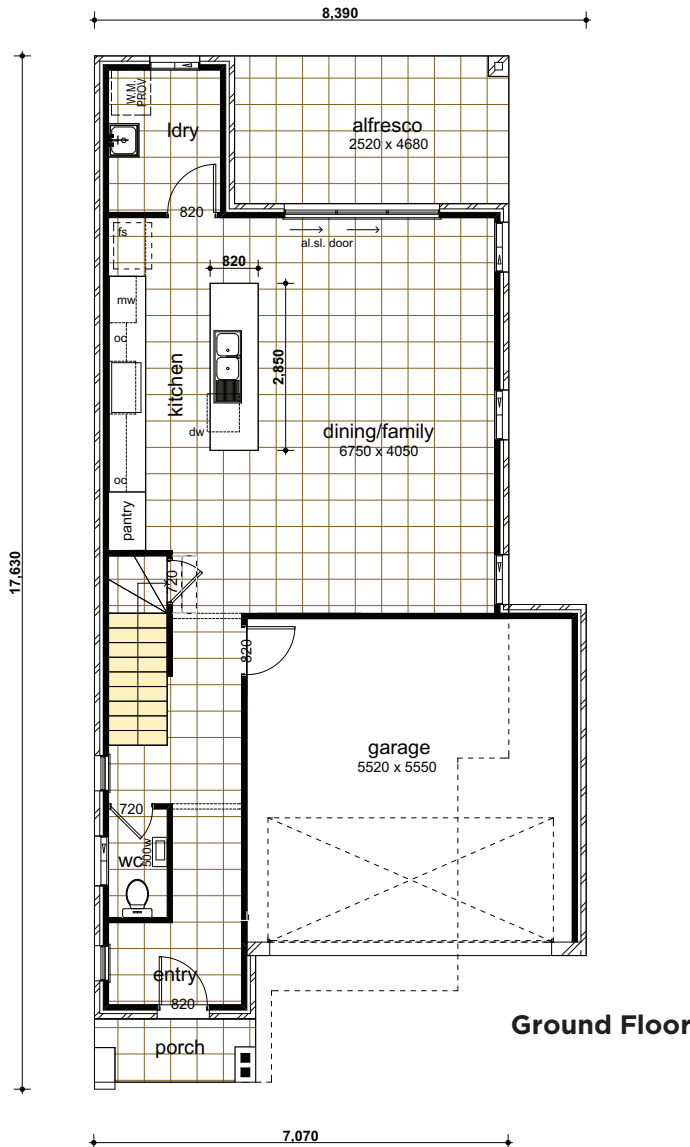 8,390
W.M.
PROV
ldry
alfresco
2520 x 4680
820
fs
al.sl. door
820
mw
oc
kitchen
2,850
dw
dining/family
6750 x 4050
oc
pantry
17,630
720
820
garage
5520 x 5550
720
wc
500w
entry
820
Ground Floor
porch
7,070